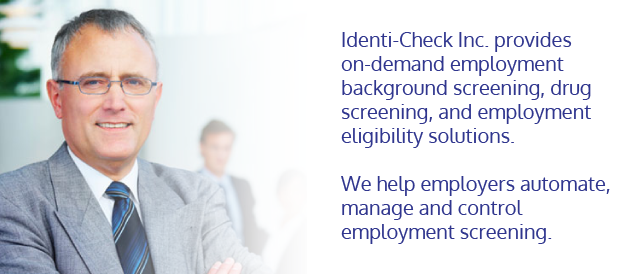 Identi-Check Inc. provides
on-demand employment
background screening, drug
screening, and employment
eligibility solutions.
We help employers automate,
manage and control
employment screening.